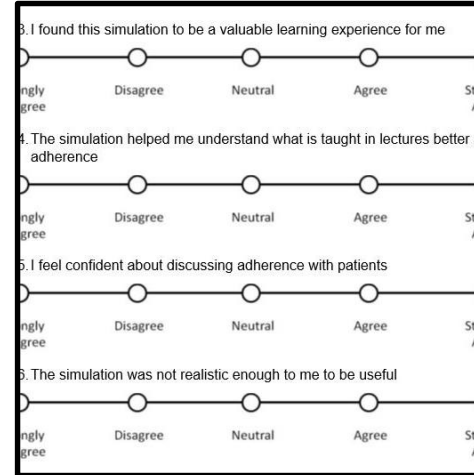 3. I found this simulation to be a valuable learning experience for me
ngly Disagree Neutral Agree St
gree
4. The simulation helped me understand what is taught in lectures better
adherence
ngly Disagree Neutral Agree St
gree
5. I feel confident about discussing adherence with patients
ngly Disagree Neutral Agree St
gree
6. The simulation was not realistic enough to me to be useful
ngly Disagree Neutral Agree St
gree